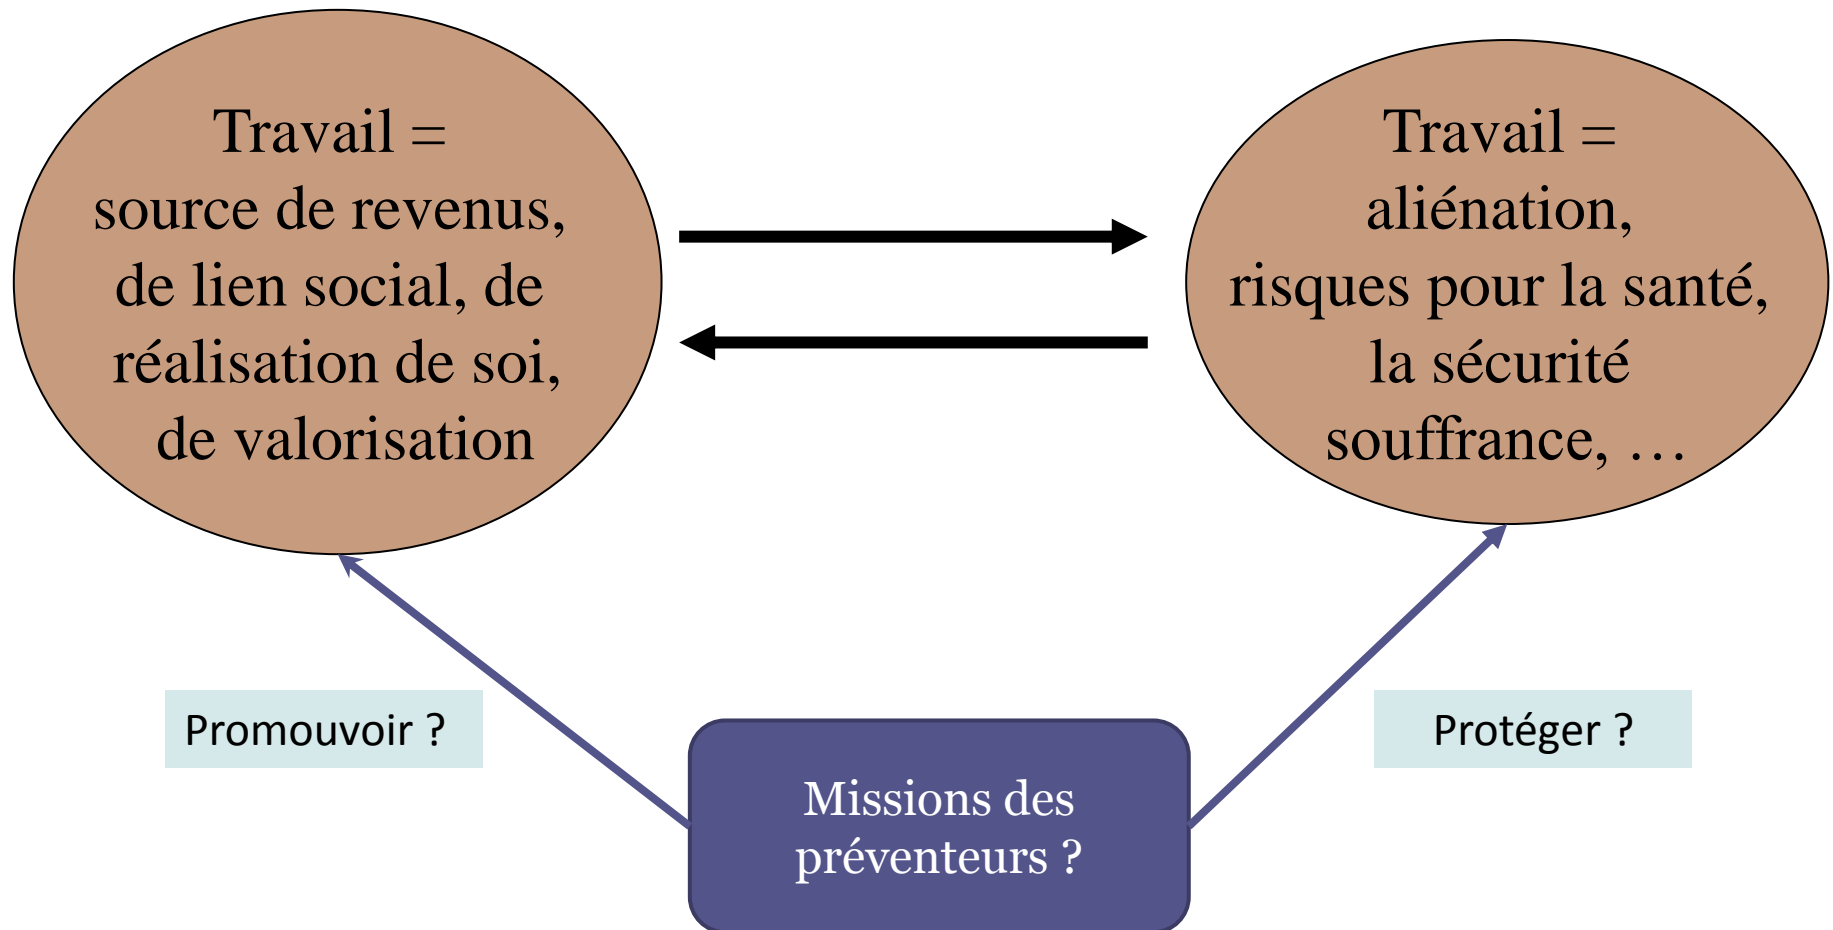 Travail =
source de revenus,
de lien social, de
réalisation de soi,
de valorisation
Travail =
aliénation,
risques pour la santé,
la sécurité
souffrance, …
Promouvoir ?
Protéger ?
Missions des
préventeurs ?